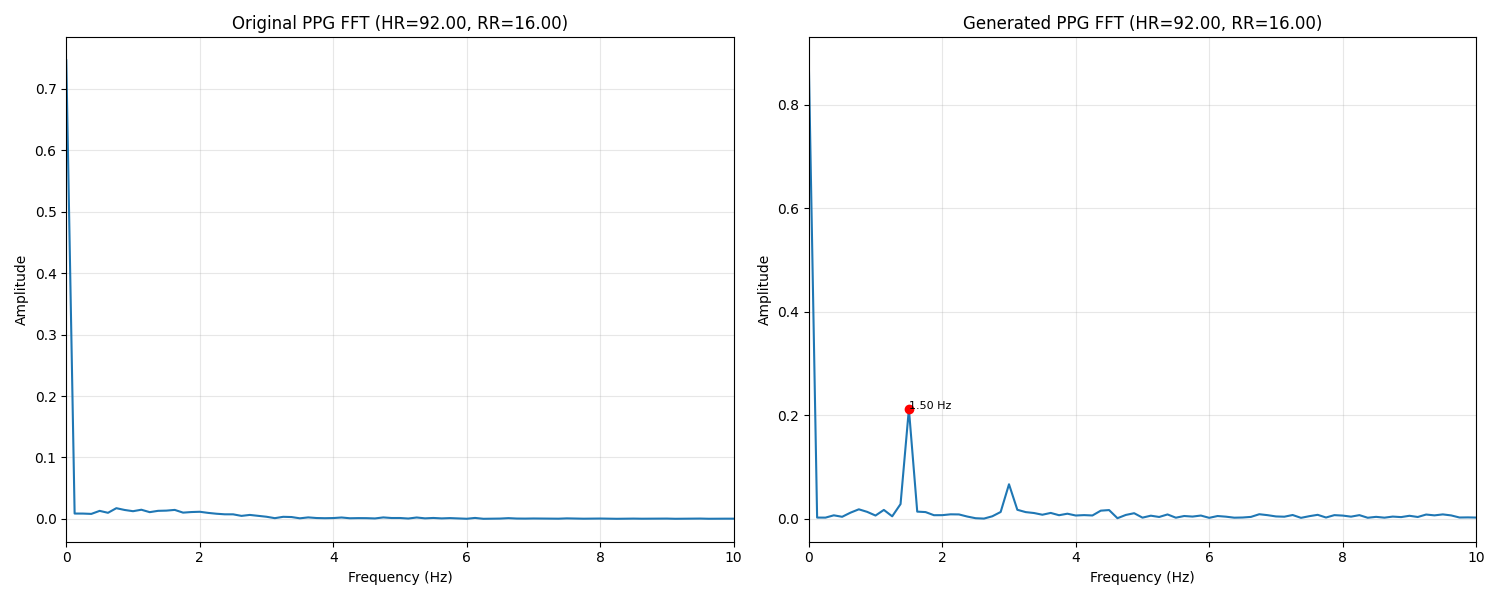 Original PPG FFT (HR=92.00, RR=16.00)
0.7
0.6
0.5
0.4
0.3
0.2
0.1
0.0
Amplitude
0 2 4 6 8 10
Frequency (Hz)
Generated PPG FFT (HR=92.00, RR=16.00)
0.8
0.6
0.4
0.2
0.0
Amplitude
1.50 Hz
0 2 4 6 8 10
Frequency (Hz)